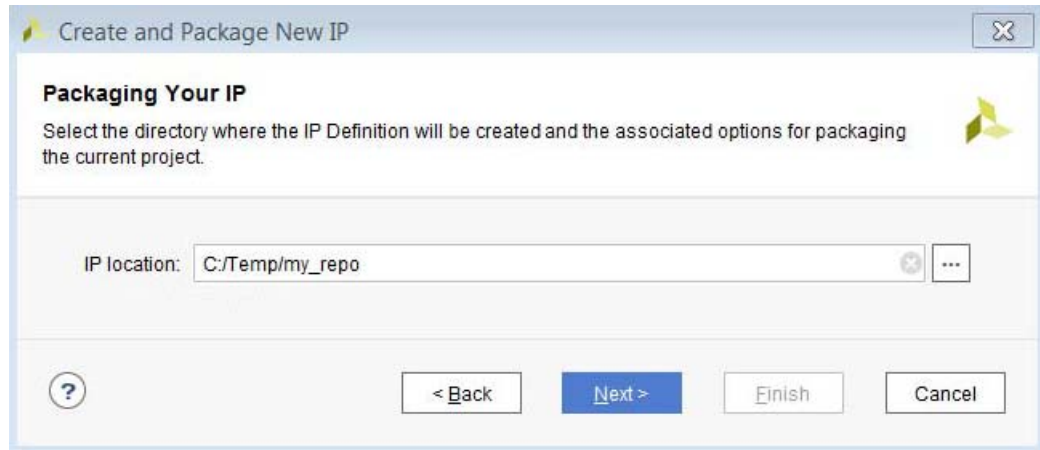 Create and Package New IP
Packaging Your IP
Select the directory where the IP Definition will be created and the associated options for packaging
the current project.
IP location: C:/Temp/my_repo ...
? < Back Next > Finish Cancel